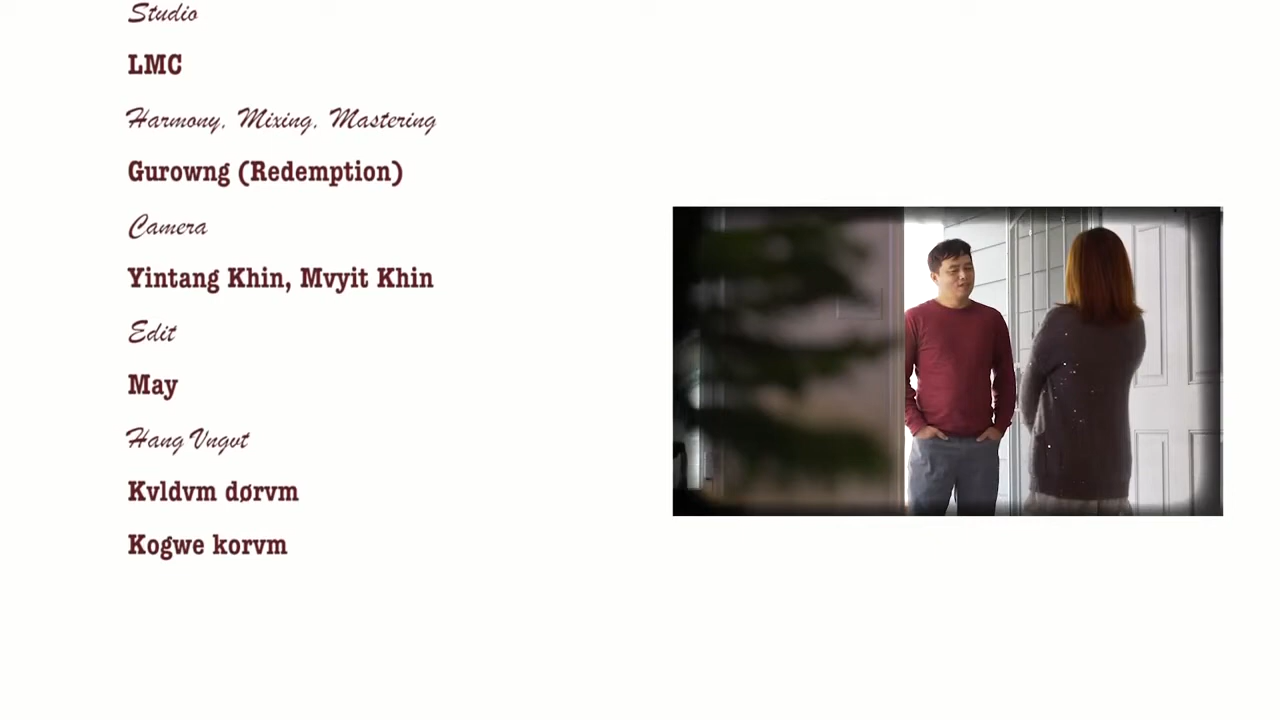 Studio
LMC
Harmony, Mixing, Mastering
Gurowng (Redemption)
Camera
Yintang Khin, Mvyit Khin
Edit
May
Hang Vngvt
Kvldvm dørvm
Kogwe korvm